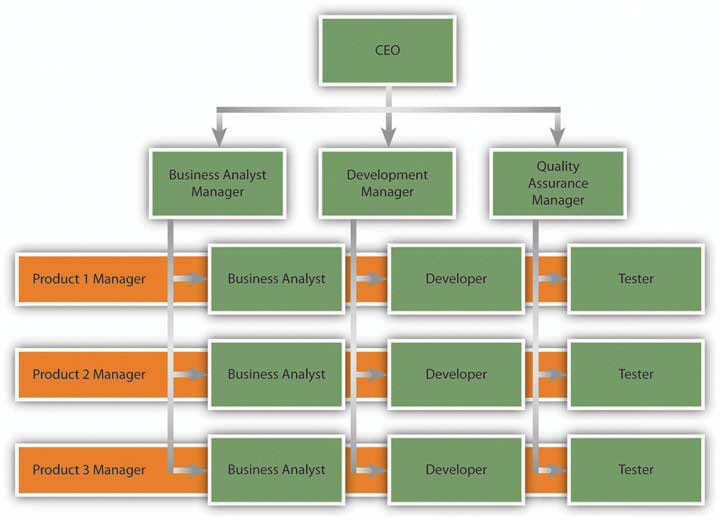 CEO
Business Analyst
Manager
Development
Manager
Quality
Assurance
Manager
Product 1 Manager
Business Analyst
Developer
Tester
Product 2 Manager
Business Analyst
Developer
Tester
Product 3 Manager
Business Analyst
Developer
Tester